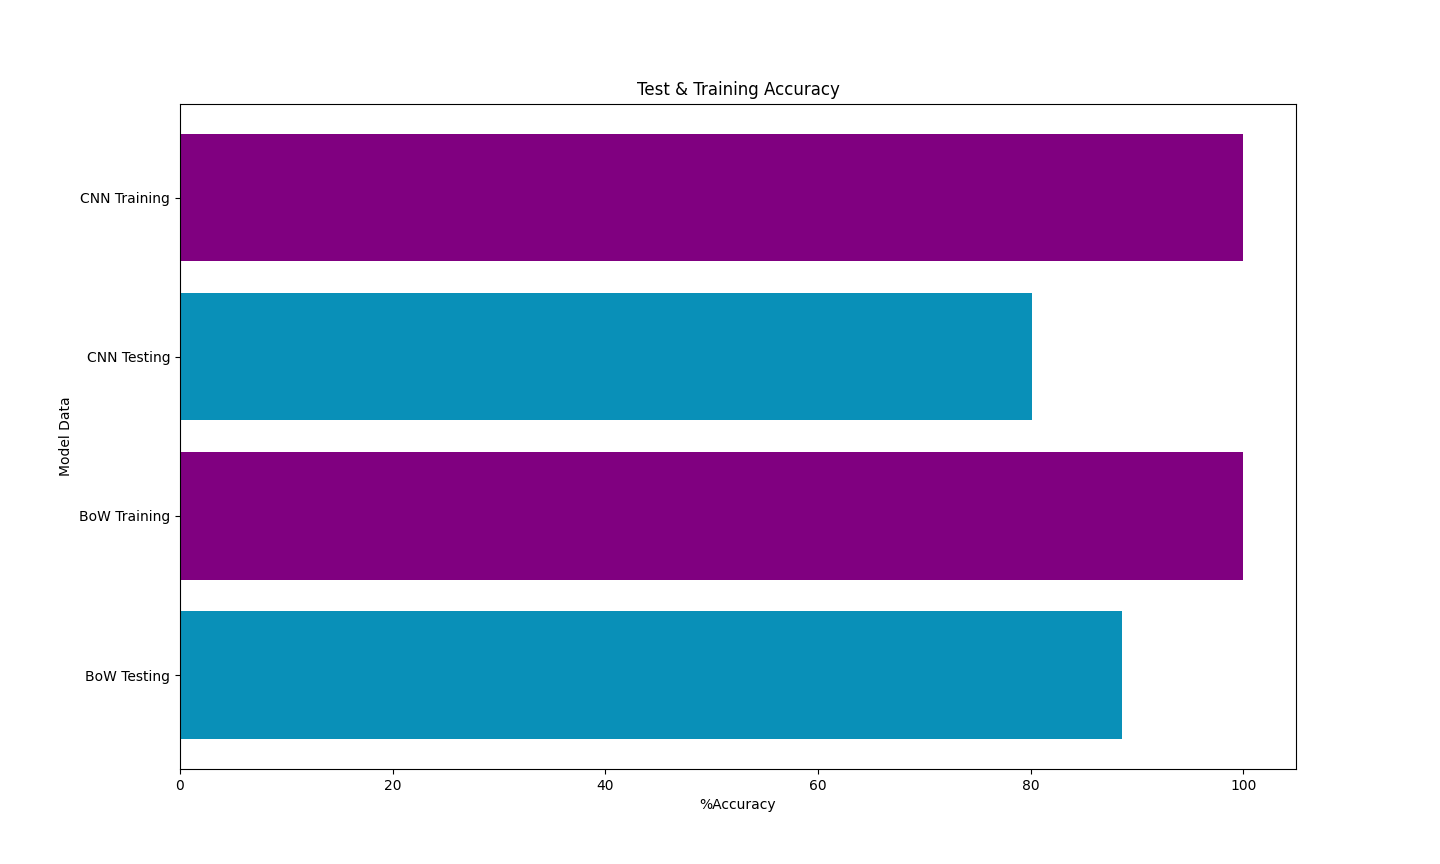 Test & Training Accuracy
CNN Training
CNN Testing
BoW Training
BoW Testing
Model Data
0 20 40 60 80 100
%Accuracy